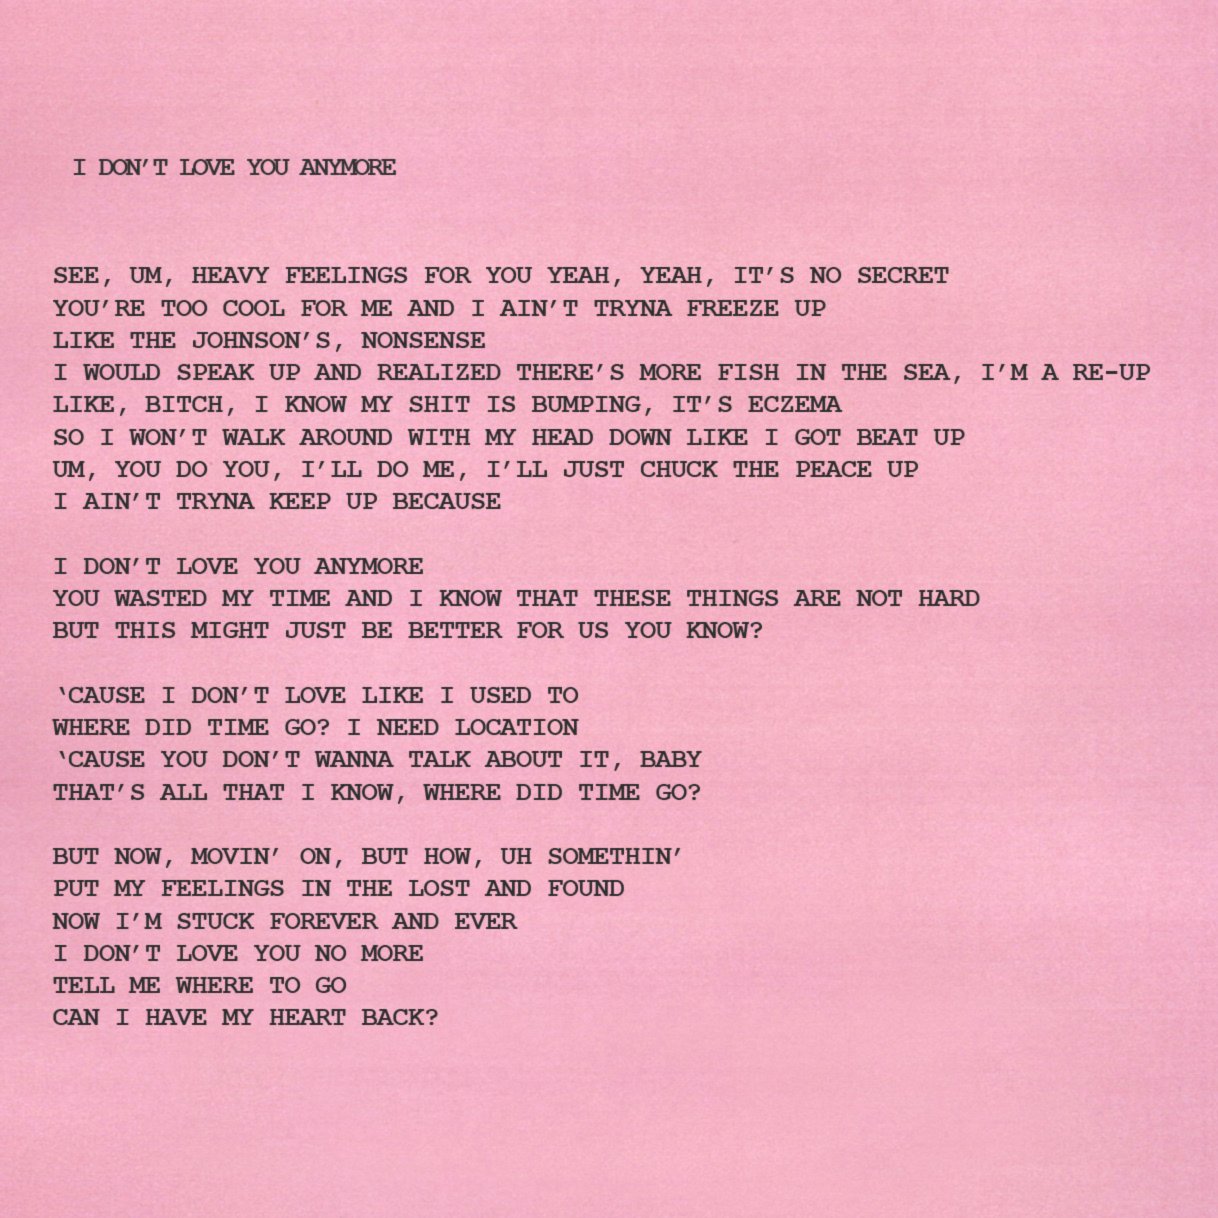 I DON’T LOVE YOU ANYMORE
SEE, UM, HEAVY FEELINGS FOR YOU YEAH, YEAH, IT’S NO SECRET
YOU’RE TOO COOL FOR ME AND I AIN’T TRYNA FREEZE UP
LIKE THE JOHNSON’S, NONSENSE
I WOULD SPEAK UP AND REALIZED THERE’S MORE FISH IN THE SEA, I’M A RE-UP
LIKE, BITCH, I KNOW MY SHIT IS BUMPING, IT’S ECZEMA
SO I WON’T WALK AROUND WITH MY HEAD DOWN LIKE I GOT BEAT UP
UM, YOU DO YOU, I’LL DO ME, I’LL JUST CHUCK THE PEACE UP
I AIN’T TRYNA KEEP UP BECAUSE
I DON’T LOVE YOU ANYMORE
YOU WASTED MY TIME AND I KNOW THAT THESE THINGS ARE NOT HARD
BUT THIS MIGHT JUST BE BETTER FOR US YOU KNOW?
‘CAUSE I DON’T LOVE LIKE I USED TO
WHERE DID TIME GO? I NEED LOCATION
‘CAUSE YOU DON’T WANNA TALK ABOUT IT, BABY
THAT’S ALL THAT I KNOW, WHERE DID TIME GO?
BUT NOW, MOVIN’ ON, BUT HOW, UH SOMETHIN’
PUT MY FEELINGS IN THE LOST AND FOUND
NOW I’M STUCK FOREVER AND EVER
I DON’T LOVE YOU NO MORE
TELL ME WHERE TO GO
CAN I HAVE MY HEART BACK?